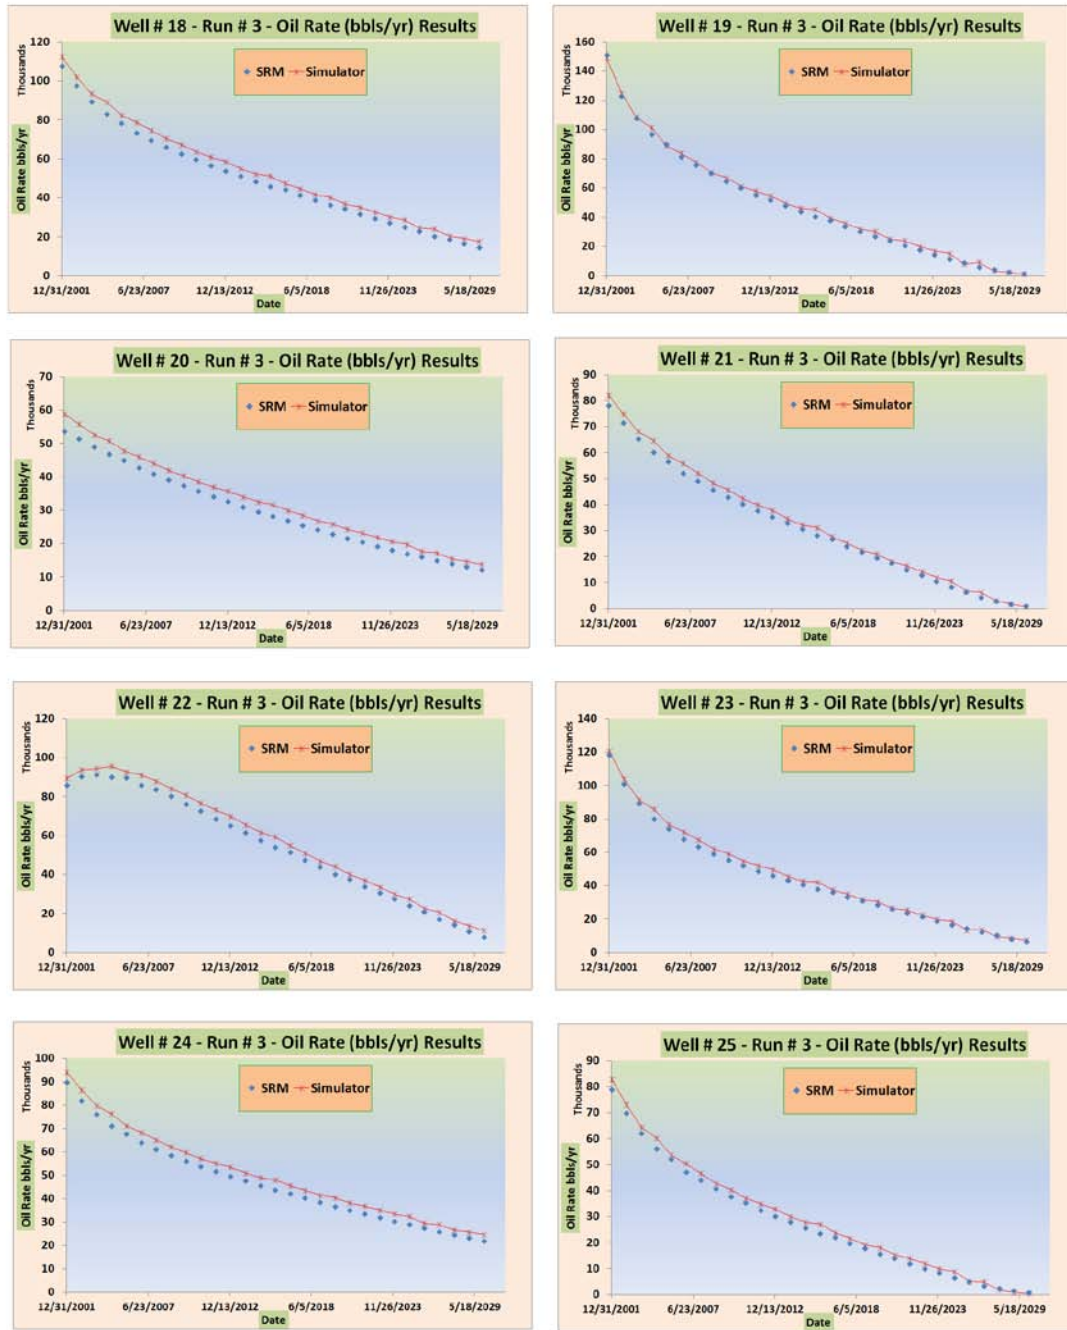 Well # 18 - Run # 3 - Oil Rate (bbls/yr) Results
SRM Simulator
Thousands
Oil Rate bbls/yr
120
100
80
60
40
20
0
12/31/2001 6/23/2007 12/13/2012 6/5/2018 11/26/2023 5/18/2029
Date
Well # 19 - Run # 3 - Oil Rate (bbls/yr) Results
SRM Simulator
Thousands
Oil Rate bbls/yr
160
140
120
100
80
60
40
20
0
12/31/2001 6/23/2007 12/13/2012 6/5/2018 11/26/2023 5/18/2029
Date
Well # 20 - Run # 3 - Oil Rate (bbls/yr) Results
SRM Simulator
Thousands
Oil Rate bbls/yr
70
60
50
40
30
20
10
0
12/31/2001 6/23/2007 12/13/2012 6/5/2018 11/26/2023 5/18/2029
Date
Well # 21 - Run # 3 - Oil Rate (bbls/yr) Results
SRM Simulator
Thousands
Oil Rate bbls/yr
90
80
70
60
50
40
30
20
10
0
12/31/2001 6/23/2007 12/13/2012 6/5/2018 11/26/2023 5/18/2029
Date
Well # 22 - Run # 3 - Oil Rate (bbls/yr) Results
SRM Simulator
Thousands
Oil Rate bbls/yr
120
100
80
60
40
20
0
12/31/2001 6/23/2007 12/13/2012 6/5/2018 11/26/2023 5/18/2029
Date
Well # 23 - Run # 3 - Oil Rate (bbls/yr) Results
SRM Simulator
Thousands
Oil Rate bbls/yr
140
120
100
80
60
40
20
0
12/31/2001 6/23/2007 12/13/2012 6/5/2018 11/26/2023 5/18/2029
Date
Well # 24 - Run # 3 - Oil Rate (bbls/yr) Results
SRM Simulator
Thousands
Oil Rate bbls/yr
100
90
80
70
60
50
40
30
20
10
0
12/31/2001 6/23/2007 12/13/2012 6/5/2018 11/26/2023 5/18/2029
Date
Well # 25 - Run # 3 - Oil Rate (bbls/yr) Results
SRM Simulator
Thousands
Oil Rate bbls/yr
90
80
70
60
50
40
30
20
10
0
12/31/2001 6/23/2007 12/13/2012 6/5/2018 11/26/2023 5/18/2029
Date